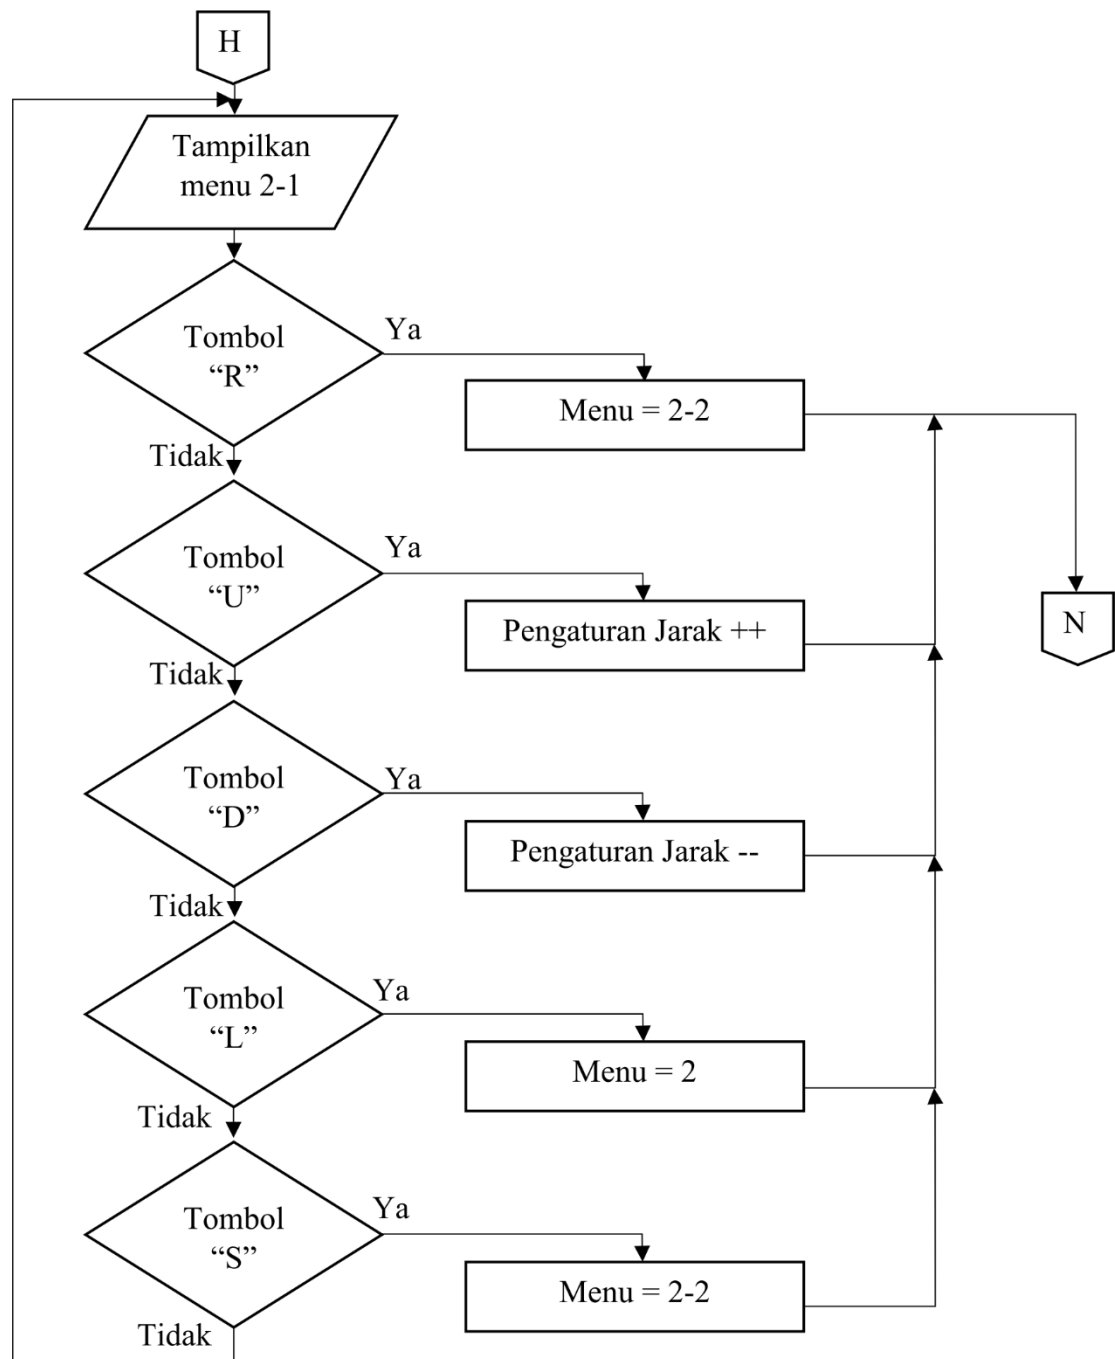 H
Tampilkan
menu 2-1
Tombol
“R”
Ya
Menu = 2-2
Tidak
Tombol
“U”
Ya
Pengaturan Jarak ++
N
Tidak
Tombol
“D”
Ya
Pengaturan Jarak --
Tidak
Tombol
“L”
Ya
Menu = 2
Tidak
Tombol
“S”
Ya
Menu = 2-2
Tidak